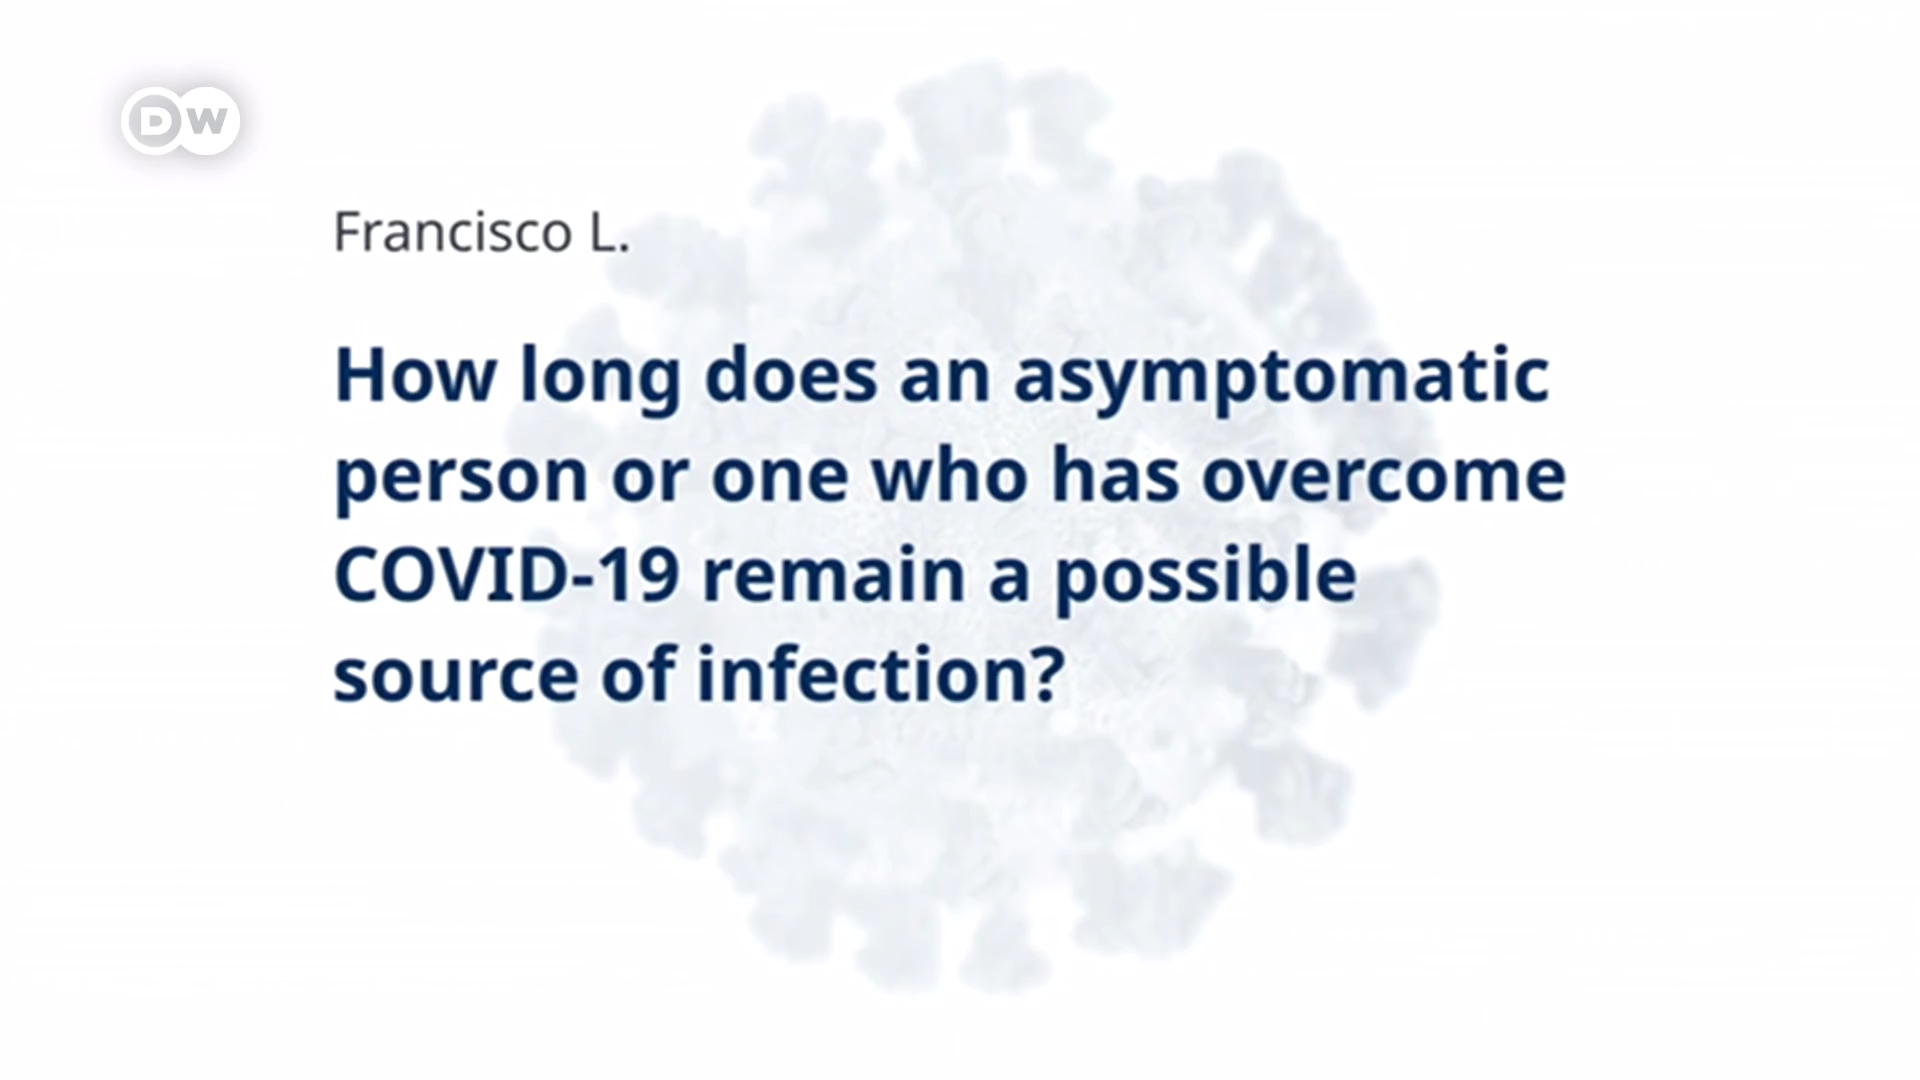 DW
Francisco L.
How long does an asymptomatic
person or one who has overcome
COVID-19 remain a possible
source of infection?